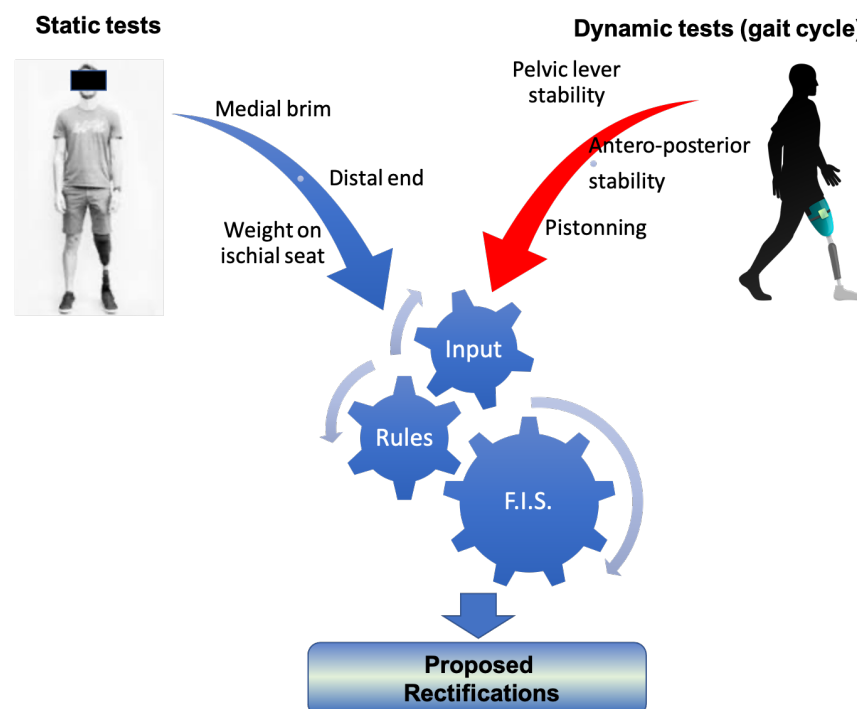 Static tests
Dynamic tests (gait cycle)
Medial brim
Distal end
Weight on
ischial seat
Pelvic lever
stability
Antero-posterior
stability
Pistonning
Input
Rules
F.I.S.
Proposed
Rectifications